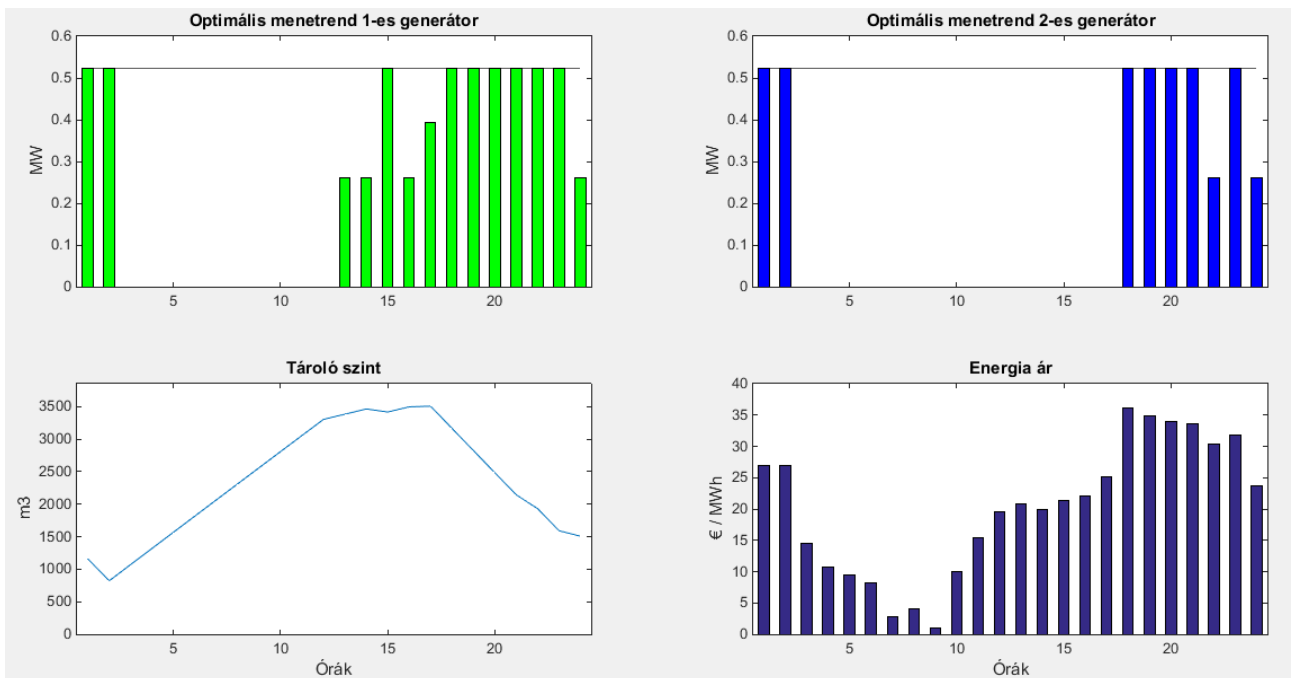 Optimális menetrend 1-es generátor
0.6
0.5
0.4
0.3
0.2
0.1
0
MW
5 10 15 20
Optimális menetrend 2-es generátor
0.6
0.5
0.4
0.3
0.2
0.1
0
MW
5 10 15 20
Tároló szint
3500
3000
2500
2000
1500
1000
500
0
m3
5 10 15 20
Órák
Energia ár
40
35
30
25
20
15
10
5
0
€ / MWh
5 10 15 20
Órák